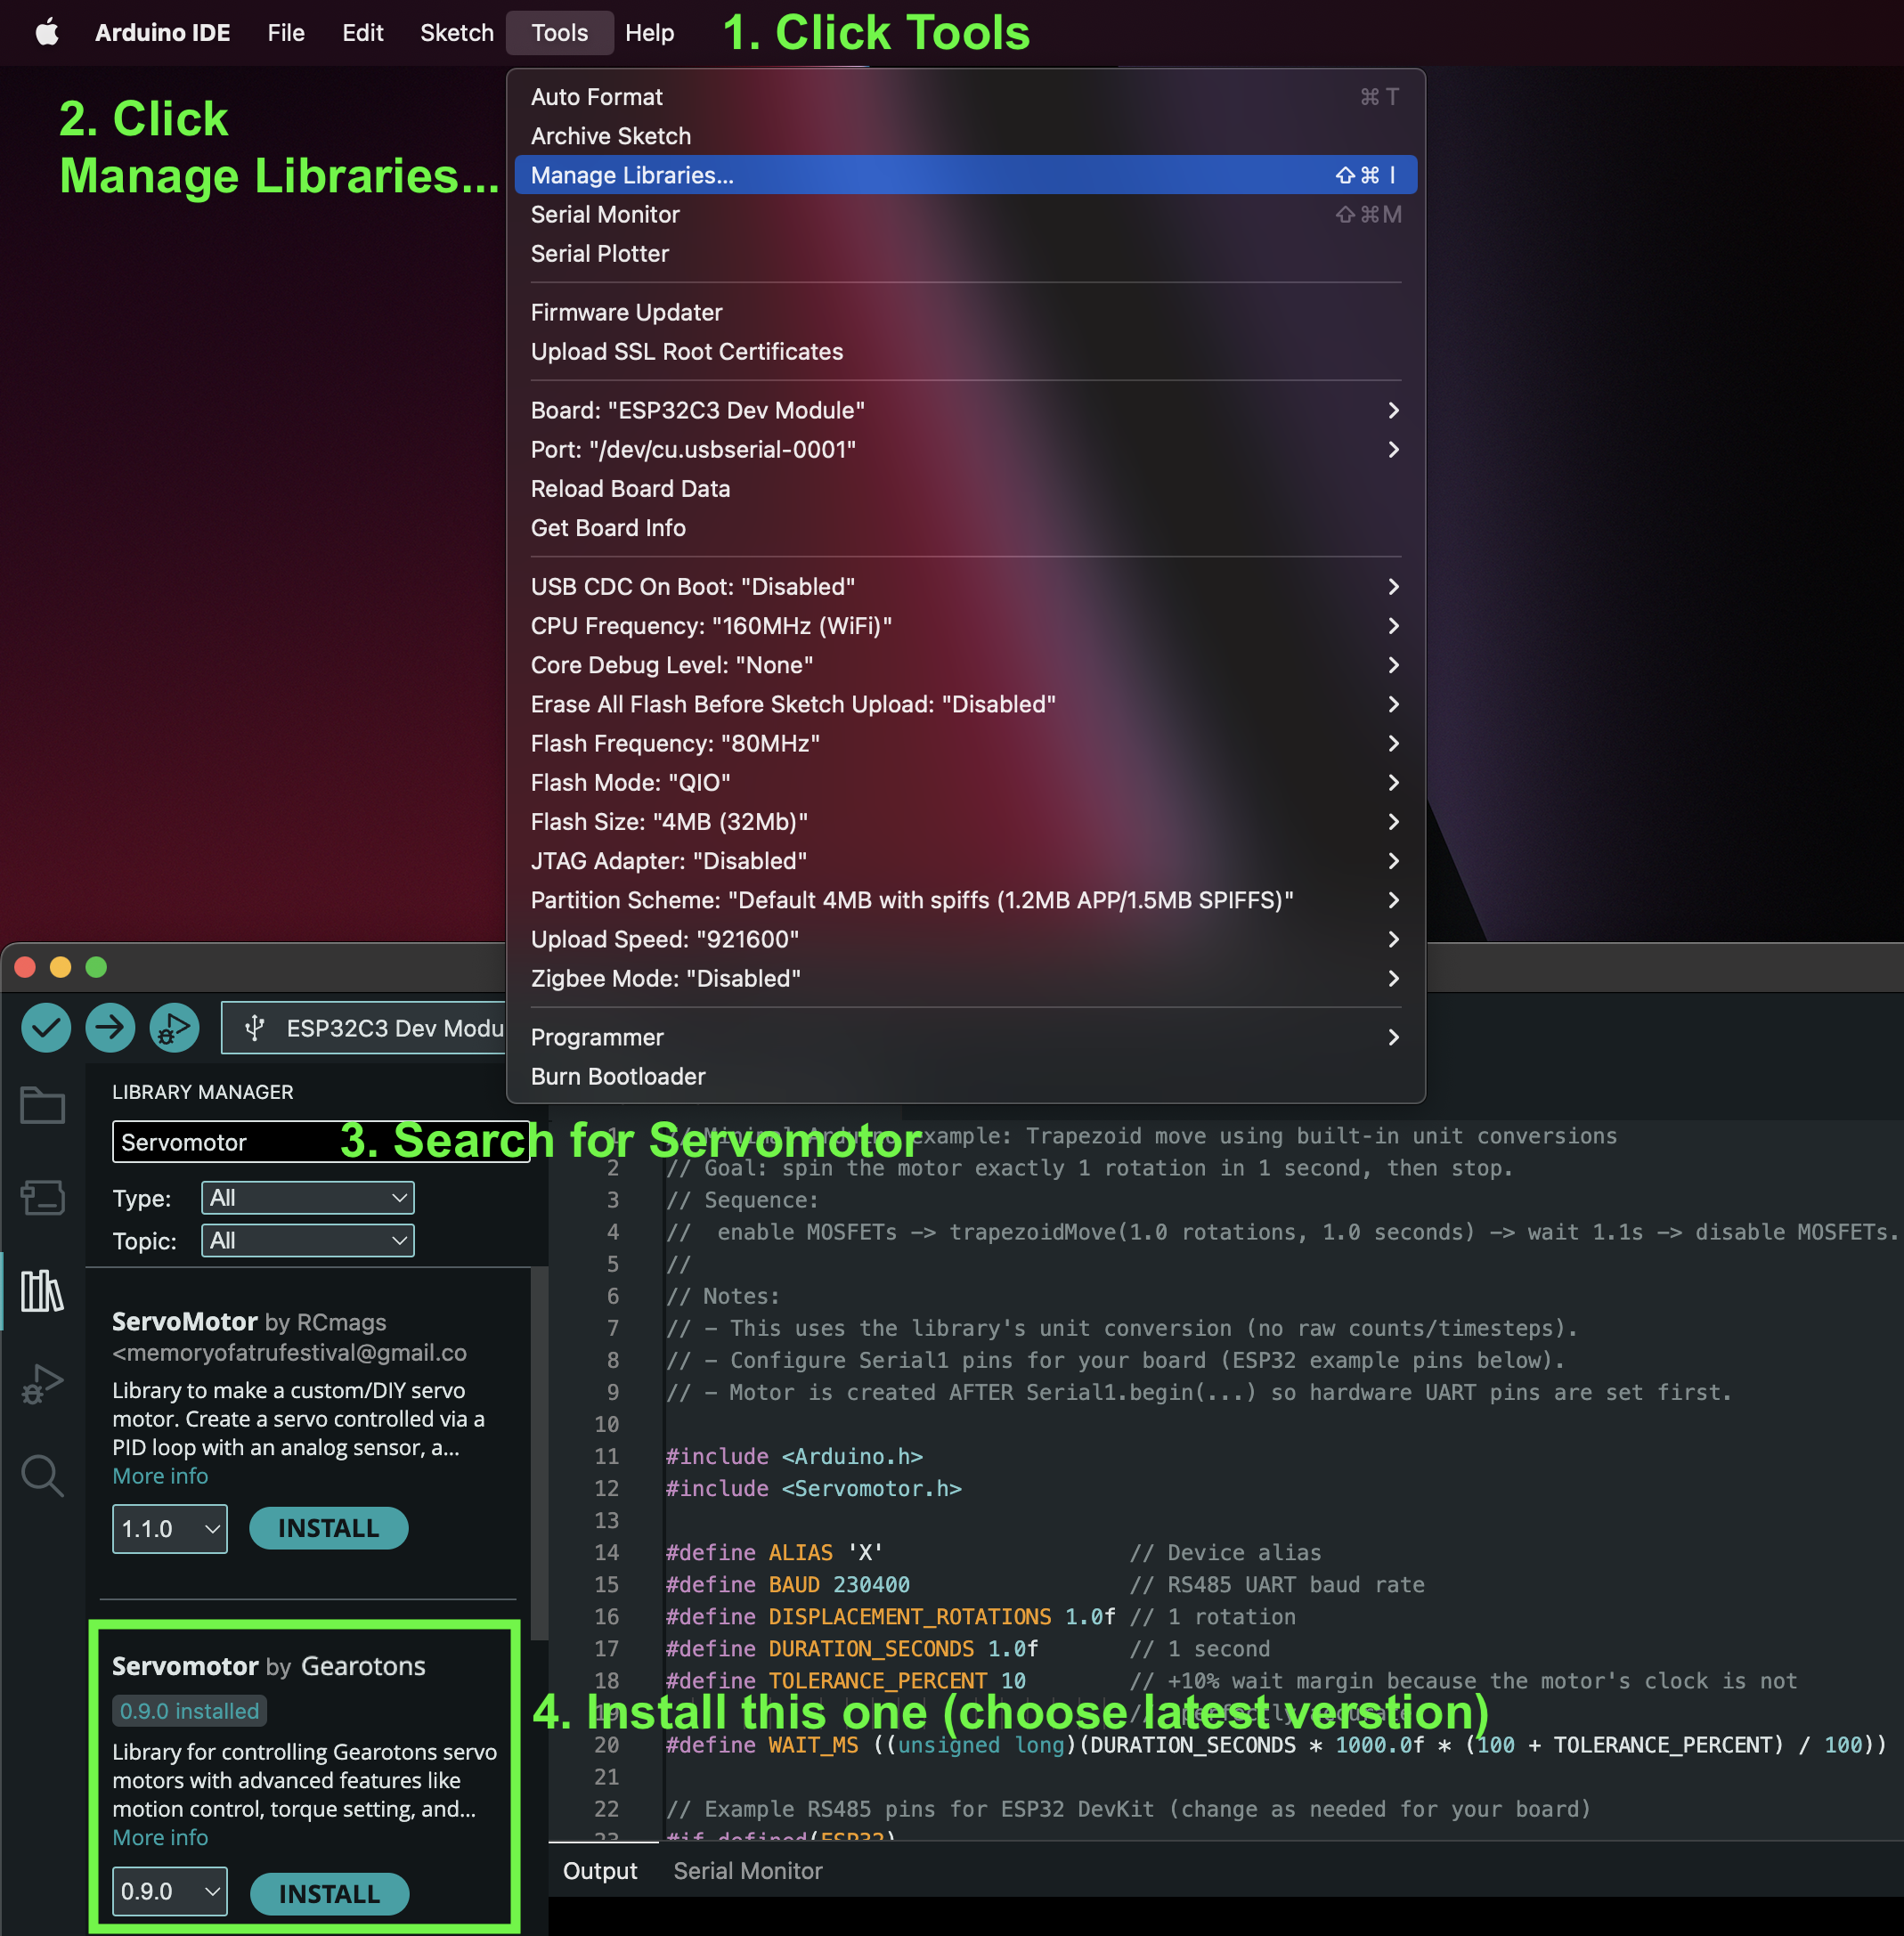 Arduino IDE File Edit Sketch Tools Help
1. Click Tools
2. Click
Manage Libraries...
Auto Format ⌘ T
Archive Sketch
Manage Libraries... ⇧ ⌘ I
Serial Monitor ⇧ ⌘ M
Serial Plotter
Firmware Updater
Upload SSL Root Certificates
Board: "ESP32C3 Dev Module"
Port: "/dev/cu.usbserial-0001"
Reload Board Data
Get Board Info
USB CDC On Boot: "Disabled"
CPU Frequency: "160MHz (WiFi)"
Core Debug Level: "None"
Erase All Flash Before Sketch Upload: "Disabled"
Flash Frequency: "80MHz"
Flash Mode: "QIO"
Flash Size: "4MB (32Mb)"
JTAG Adapter: "Disabled"
Partition Scheme: "Default 4MB with spiffs (1.2MB APP/1.5MB SPIFFS)"
Upload Speed: "921600"
Zigbee Mode: "Disabled"
Programmer
Burn Bootloader
ESP32C3 Dev Modu
LIBRARY MANAGER
Servomotor
3. Search for Servomotor
Type: All
Topic: All
ServoMotor by RCmags
<memoryofatrufestival@gmail.co
Library to make a custom/DIY servo
motor. Create a servo controlled via a
PID loop with an analog sensor, a...
More info
1.1.0 INSTALL
Servomotor by Gearotons
0.9.0 installed
Library for controlling Gearotons servo
motors with advanced features like
motion control, torque setting, and...
More info
0.9.0 INSTALL
4. Install this one (choose latest verstion)
1 // Minimal Arduino example: Trapezoid move using built-in unit conversions
2 // Goal: spin the motor exactly 1 rotation in 1 second, then stop.
3 // Sequence:
4 //  enable MOSFETs -> trapezoidMove(1.0 rotations, 1.0 seconds) -> wait 1.1s -> disable MOSFETs.
5 //
6 // Notes:
7 // - This uses the library's unit conversion (no raw counts/timesteps).
8 // - Configure Serial1 pins for your board (ESP32 example pins below).
9 // - Motor is created AFTER Serial1.begin(...) so hardware UART pins are set first.
10
11 #include <Arduino.h>
12 #include <Servomotor.h>
13
14 #define ALIAS 'X' // Device alias
15 #define BAUD 230400 // RS485 UART baud rate
16 #define DISPLACEMENT_ROTATIONS 1.0f // 1 rotation
17 #define DURATION_SECONDS 1.0f // 1 second
18 #define TOLERANCE_PERCENT 10 // +10% wait margin because the motor's clock is not
19 // perfectly accurate
20 #define WAIT_MS ((unsigned long)(DURATION_SECONDS * 1000.0f * (100 + TOLERANCE_PERCENT) / 100))
21
22 // Example RS485 pins for ESP32 DevKit (change as needed for your board)
23 #if defined(ESP32)
Output Serial Monitor